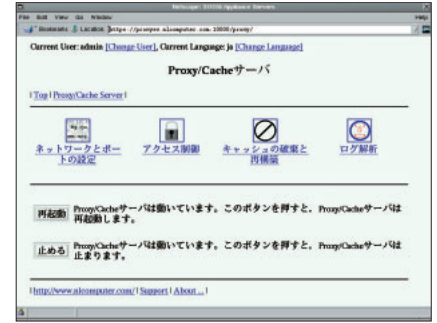 File Edit View Go Window Help
Bookmarks Location:
Current User: admin [Change User], Current Language: ja [Change Language]
Proxy/Cacheサーバ
| Top | Proxy/Cache Server |
ネットワークとポートの設定
アクセス制御
キャッシュの破棄と再構築
ログ解析
再起動 Proxy/Cacheサーバは動いています。このボタンを押すと、Proxy/Cacheサーバは
再起動します。
止める Proxy/Cacheサーバは動いています。このボタンを押すと、Proxy/Cacheサーバは
止まります。
| http://www.nlcomputer.com/ | Support | About ... |